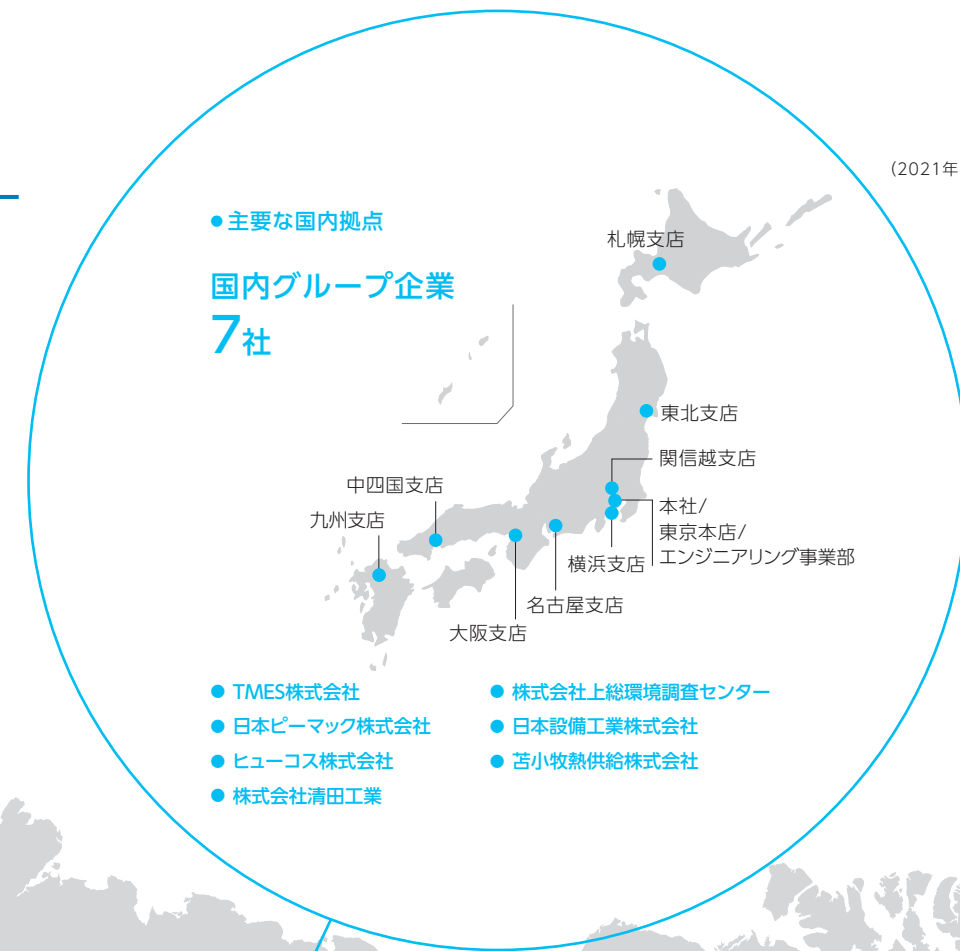 (2021年
●主要な国内拠点
国内グループ企業
7社
札幌支店
東北支店
関信越支店
本社/
東京本店/
エンジニアリング事業部
横浜支店
名古屋支店
大阪支店
中四国支店
九州支店
● TMES株式会社
● 日本ピーマック株式会社
● ヒューコス株式会社
● 株式会社清田工業
● 株式会社上総環境調査センター
● 日本設備工業株式会社
● 苫小牧熱供給株式会社